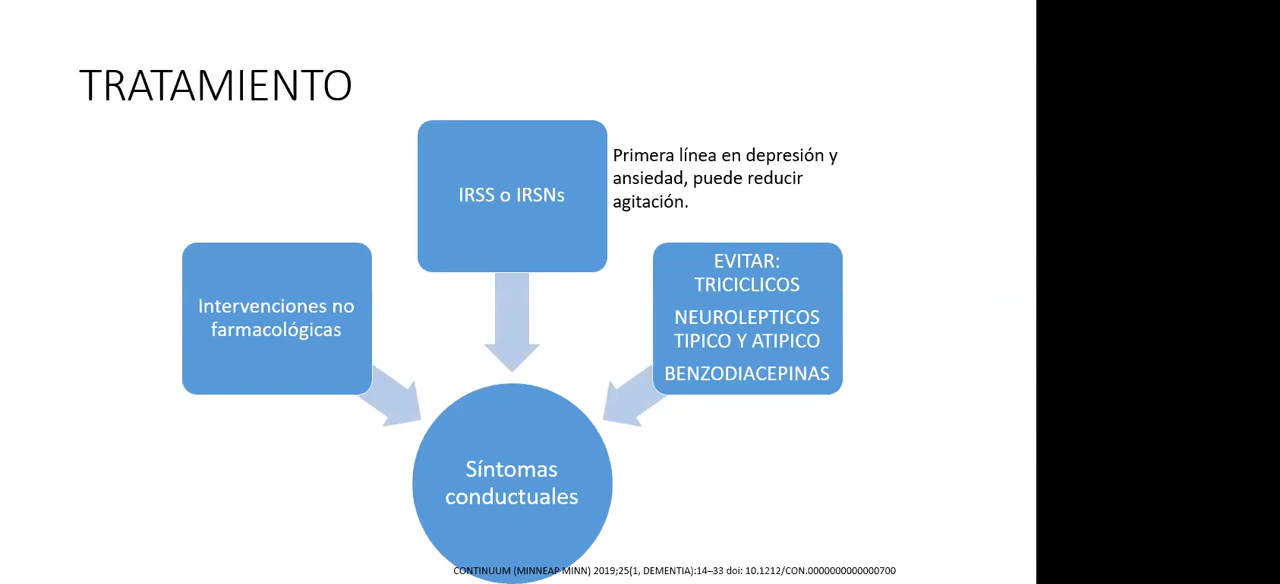 TRATAMIENTO
IRSS o IRSNs
Primera línea en depresión y
ansiedad, puede reducir
agitación.
Intervenciones no
farmacológicas
EVITAR:
TRICICLICOS
NEUROLEPTICOS
TIPICO Y ATIPICO
BENZODIACEPINAS
Síntomas
conductuales
CONTINUUM (MINNEAP MINN) 2019;25(1, DEMENTIA):14–33 doi: 10.1212/CON.0000000000000700